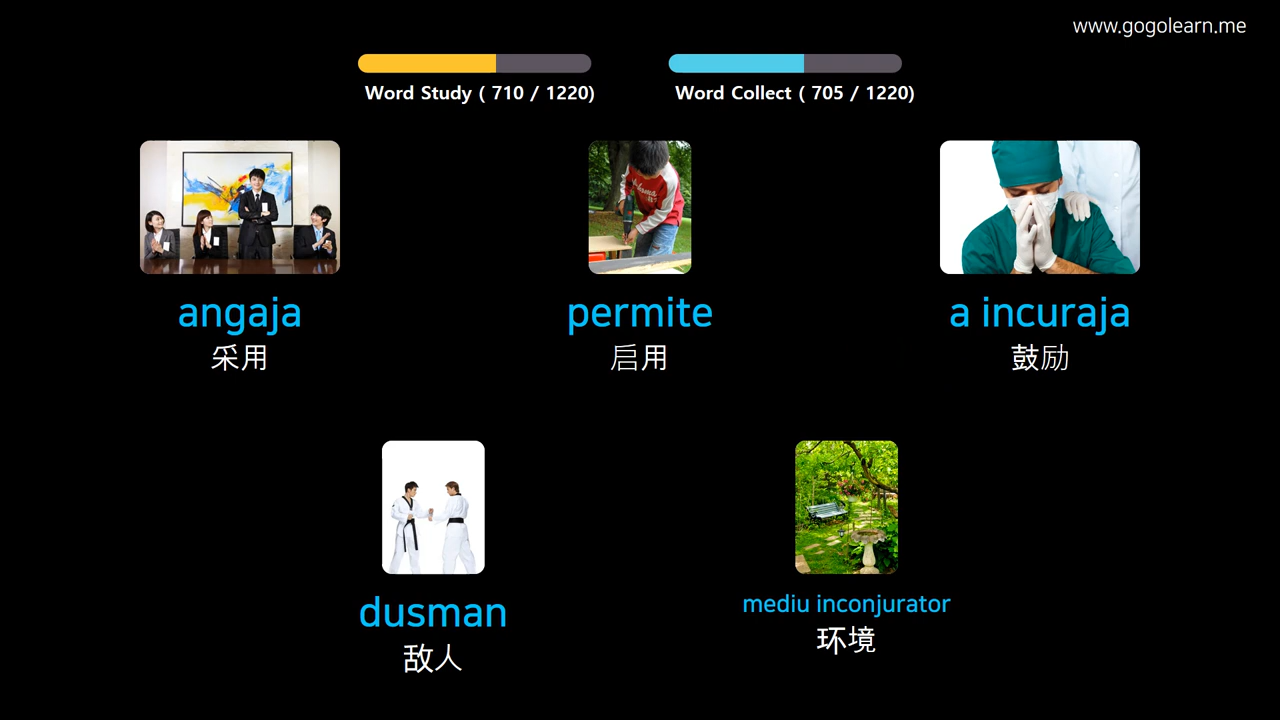 www.gogolearn.me
Word Study ( 710 / 1220)
Word Collect ( 705 / 1220)
angaja
采用
permite
启用
a incuraja
鼓励
dusman
敌人
mediu inconjurator
环境